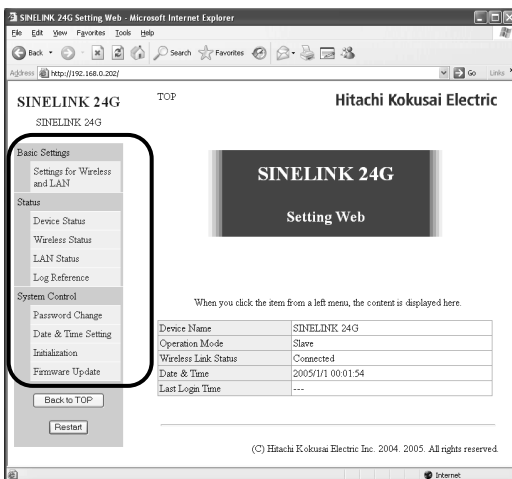 SINELINK 24G Setting Web - Microsoft Internet Explorer
File Edit View Favorites Tools Help
Back Search Favorites
Address http://192.168.0.202/ Go Links
SINELINK 24G
SINELINK 24G
Basic Settings
Settings for Wireless
and LAN
Status
Device Status
Wireless Status
LAN Status
Log Reference
System Control
Password Change
Date & Time Setting
Initialization
Firmware Update
Back to TOP
Restart
TOP
Hitachi Kokusai Electric
SINELINK 24G
Setting Web
When you click the item from a left menu, the content is displayed here.
Device Name SINELINK 24G
Operation Mode Slave
Wireless Link Status Connected
Date & Time 2005/1/1 00:01:54
Last Login Time ---
(C) Hitachi Kokusai Electric Inc. 2004. 2005. All rights reserved.
Internet